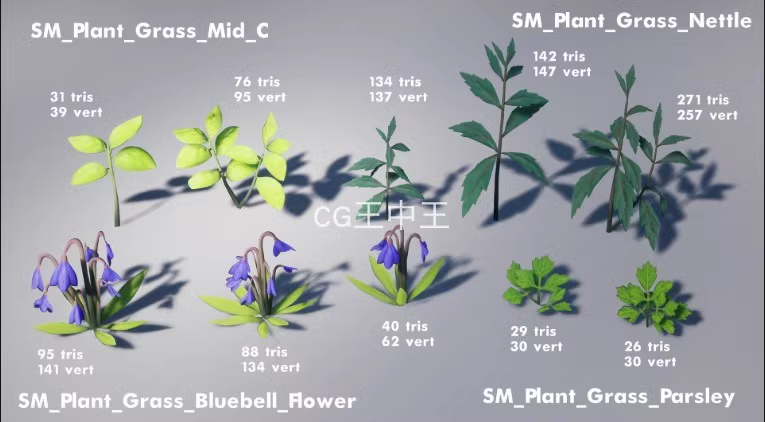 SM_Plant_Grass_Mid_C
SM_Plant_Grass_Nettle
31 tris
39 vert
76 tris
95 vert
134 tris
137 vert
142 tris
147 vert
271 tris
257 vert
CG王中王
95 tris
141 vert
88 tris
134 vert
40 tris
62 vert
29 tris
30 vert
26 tris
30 vert
SM_Plant_Grass_Bluebell_Flower
SM_Plant_Grass_Parsley